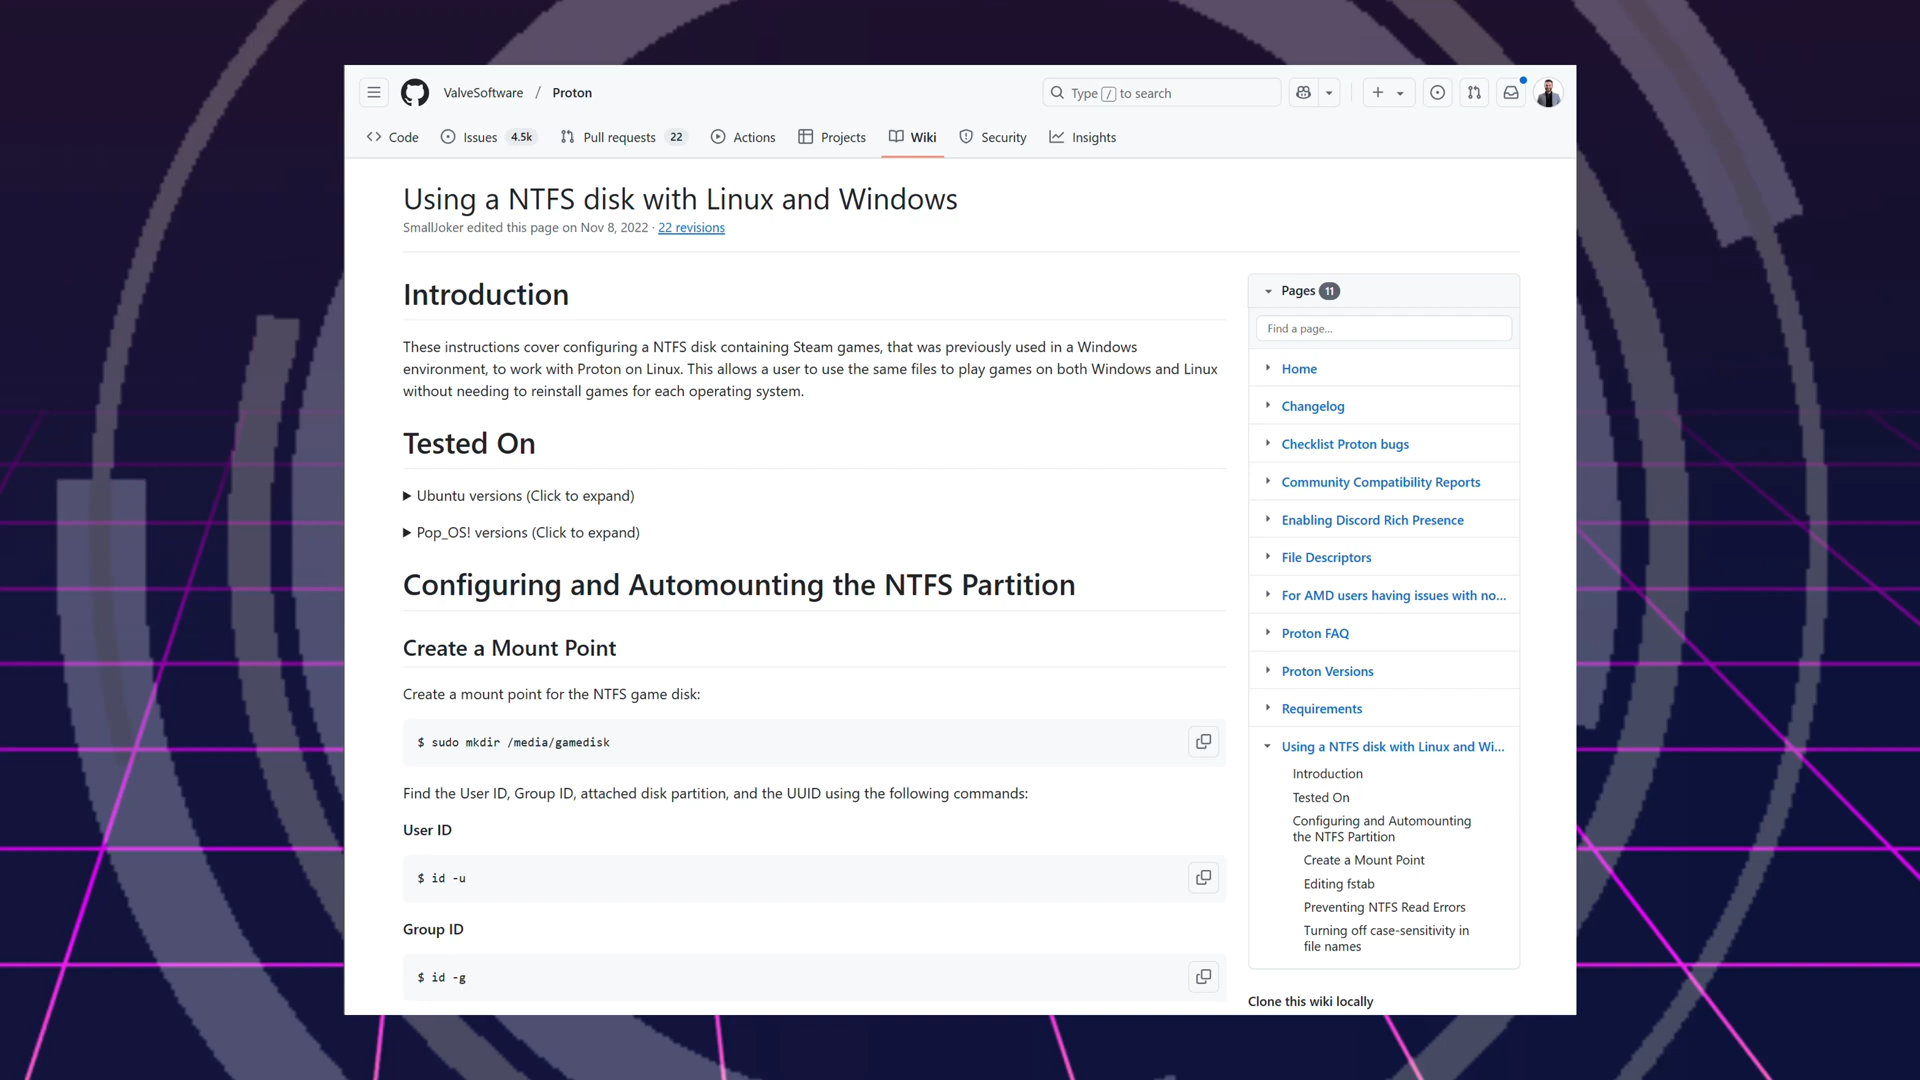 ValveSoftware / Proton
Type / to search
Code
Issues 4.5k
Pull requests 22
Actions
Projects
Wiki
Security
Insights
Using a NTFS disk with Linux and Windows
SmallJoker edited this page on Nov 8, 2022 · 22 revisions
Introduction
These instructions cover configuring a NTFS disk containing Steam games, that was previously used in a Windows
environment, to work with Proton on Linux. This allows a user to use the same files to play games on both Windows and Linux
without needing to reinstall games for each operating system.
Tested On
Ubuntu versions (Click to expand)
Pop_OS! versions (Click to expand)
Configuring and Automounting the NTFS Partition
Create a Mount Point
Create a mount point for the NTFS game disk:
$ sudo mkdir /media/gamedisk
Find the User ID, Group ID, attached disk partition, and the UUID using the following commands:
User ID
$ id -u
Group ID
$ id -g
Pages 11
Find a page...
Home
Changelog
Checklist Proton bugs
Community Compatibility Reports
Enabling Discord Rich Presence
File Descriptors
For AMD users having issues with no...
Proton FAQ
Proton Versions
Requirements
Using a NTFS disk with Linux and Wi...
Introduction
Tested On
Configuring and Automounting
the NTFS Partition
Create a Mount Point
Editing fstab
Preventing NTFS Read Errors
Turning off case-sensitivity in
file names
Clone this wiki locally